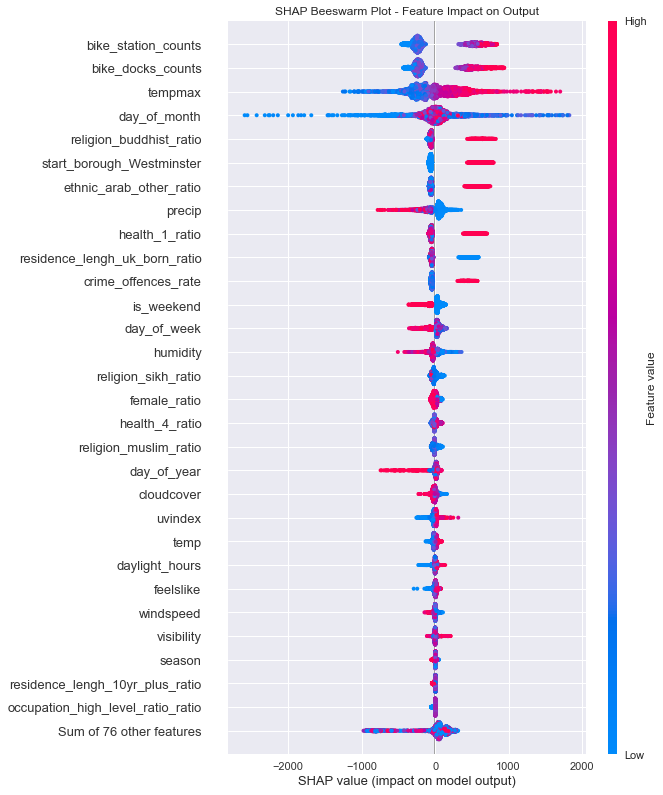 SHAP Beeswarm Plot - Feature Impact on Output
High
bike_station_counts
bike_docks_counts
tempmax
day_of_month
religion_buddhist_ratio
start_borough_Westminster
ethnic_arab_other_ratio
precip
health_1_ratio
residence_lengh_uk_born_ratio
crime_offences_rate
is_weekend
day_of_week
humidity
religion_sikh_ratio
female_ratio
health_4_ratio
religion_muslim_ratio
day_of_year
cloudcover
uvindex
temp
daylight_hours
feelslike
windspeed
visibility
season
residence_lengh_10yr_plus_ratio
occupation_high_level_ratio_ratio
Sum of 76 other features
Feature value
Low
−2000 −1000 0 1000 2000
SHAP value (impact on model output)